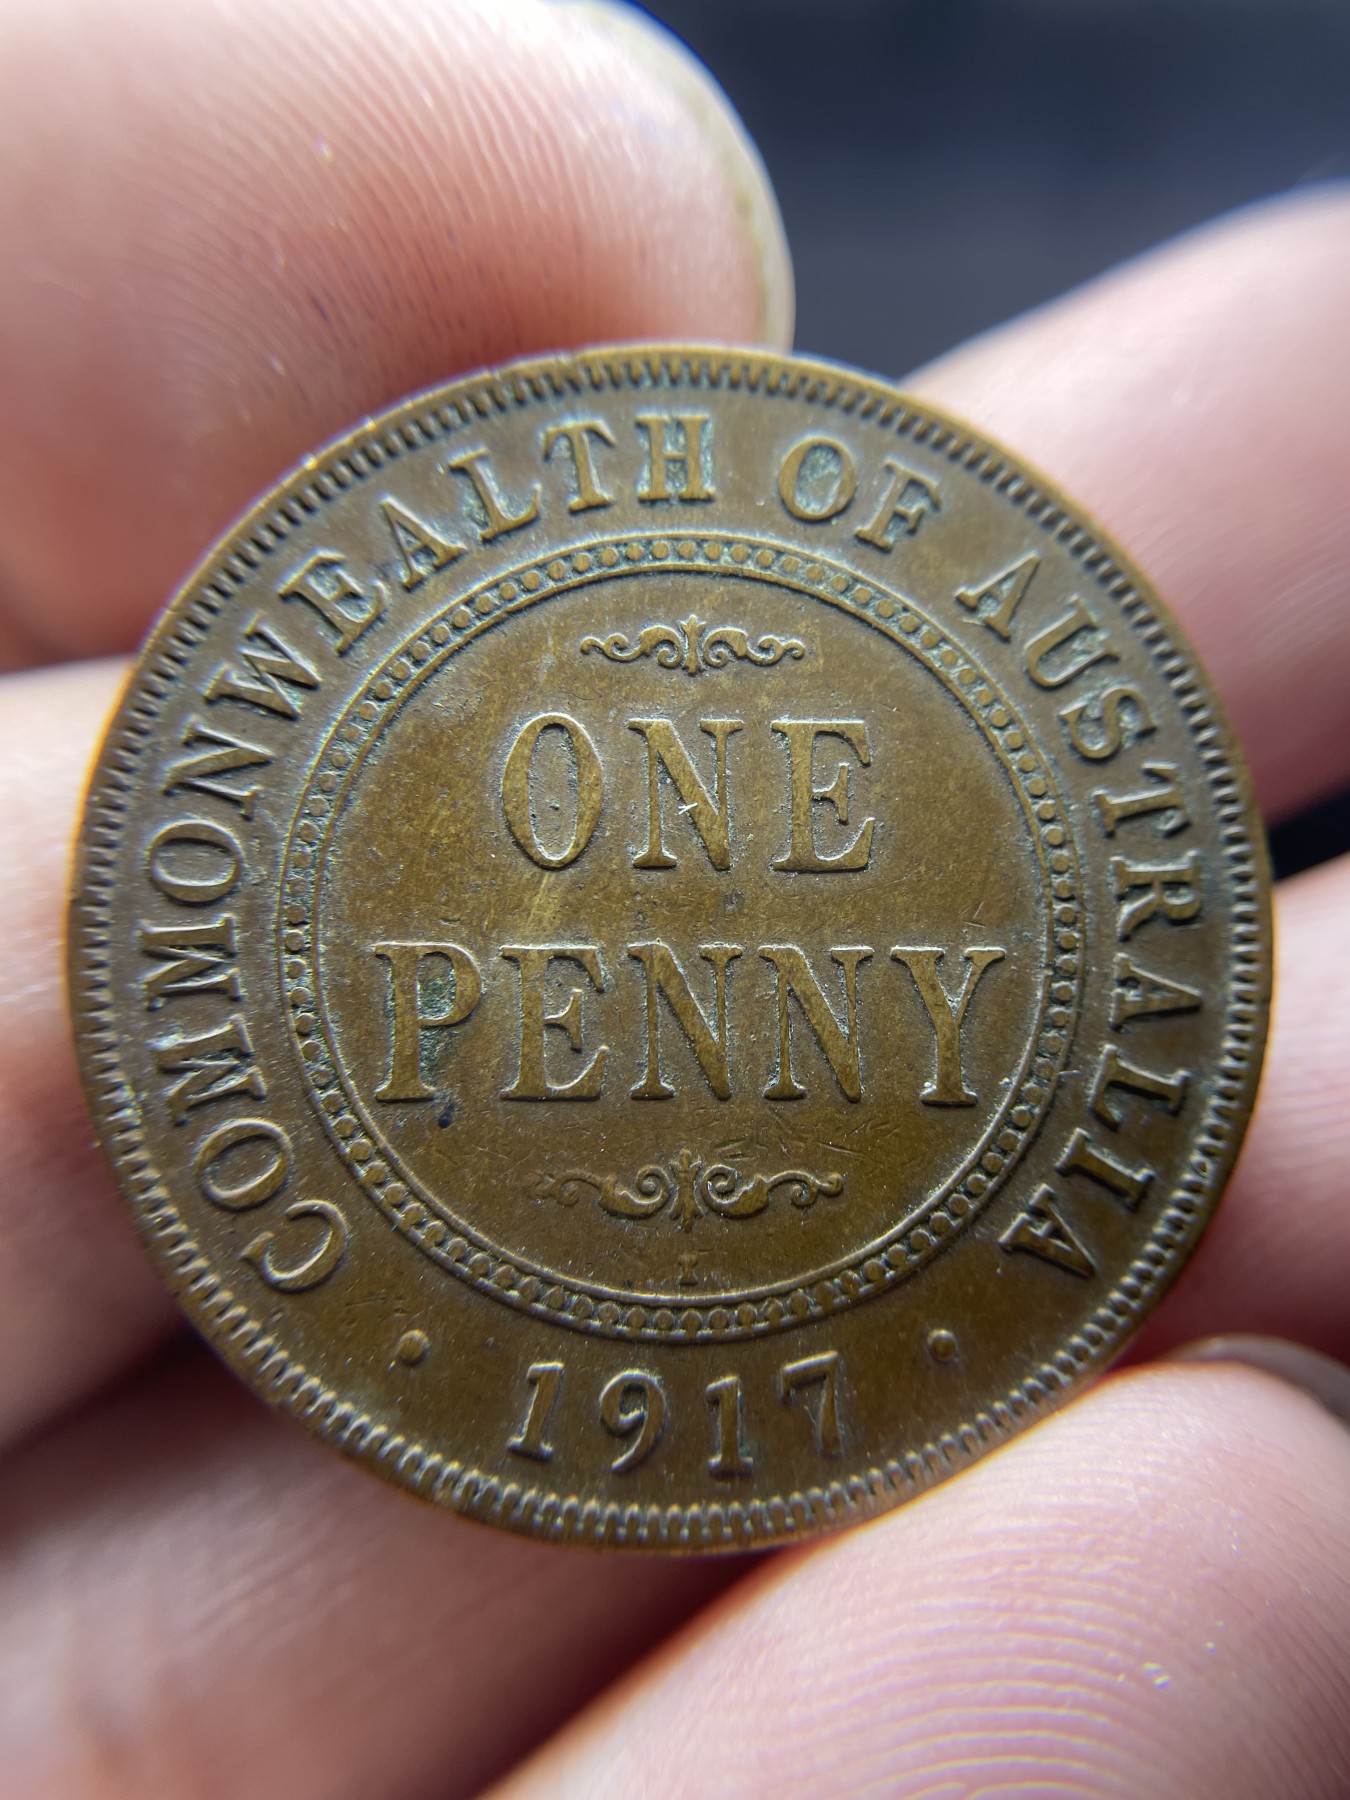 COMMONWEALTH OF AUSTRALIA
ONE
PENNY
I
· 1917 ·